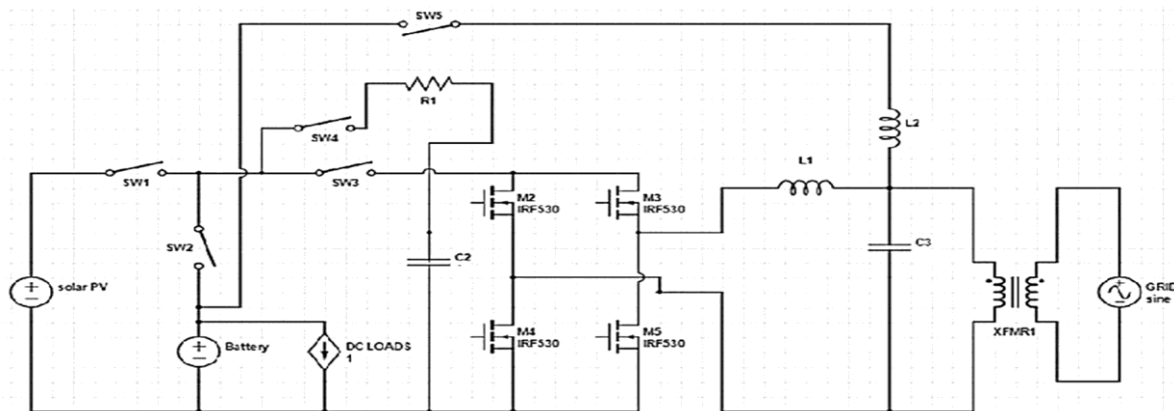 SW5
R1
SW4
L2
L1
SW1
SW3
M2
IRF530
M3
IRF530
SW2
C2
C3
solar PV
GRID
sine
XFMR1
M4
IRF530
M5
IRF530
Battery
DC LOADS
1